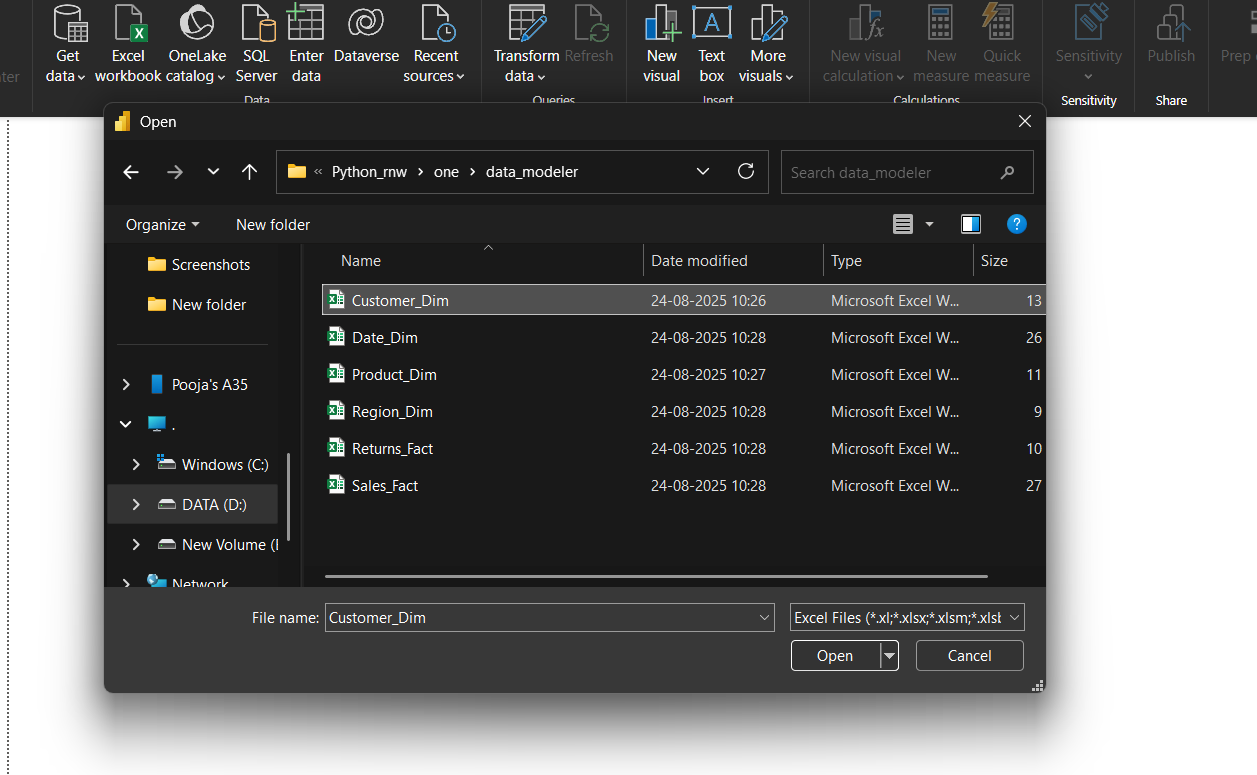 Get data
Excel workbook
OneLake catalog
SQL Server
Enter data
Dataverse
Recent sources
Transform data
Refresh
New visual
Text box
More visuals
New visual calculation
New measure
Quick measure
Sensitivity
Publish
Prep
Data
Queries
Insert
Calculations
Sensitivity
Share
Open
« Python_rnw > one > data_modeler
Search data_modeler
Organize
New folder
Screenshots
New folder
Pooja's A35
.
Windows (C:)
DATA (D:)
New Volume (
Network
Name Date modified Type Size
Customer_Dim 24-08-2025 10:26 Microsoft Excel W... 13
Date_Dim 24-08-2025 10:28 Microsoft Excel W... 26
Product_Dim 24-08-2025 10:27 Microsoft Excel W... 11
Region_Dim 24-08-2025 10:28 Microsoft Excel W... 9
Returns_Fact 24-08-2025 10:28 Microsoft Excel W... 10
Sales_Fact 24-08-2025 10:28 Microsoft Excel W... 27
File name: Customer_Dim
Excel Files (*.xl;*.xlsx;*.xlsm;*.xlsb
Open
Cancel